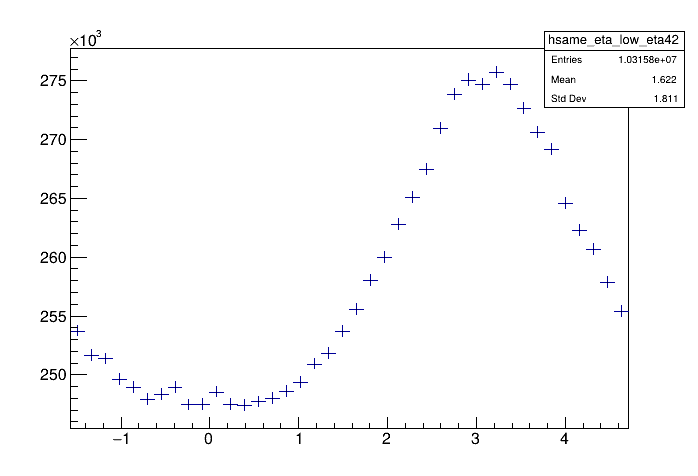 ×10³
hsame_eta_low_eta42
Entries 1.03158e+07
Mean 1.622
Std Dev 1.811
275
270
265
260
255
250
−1 0 1 2 3 4